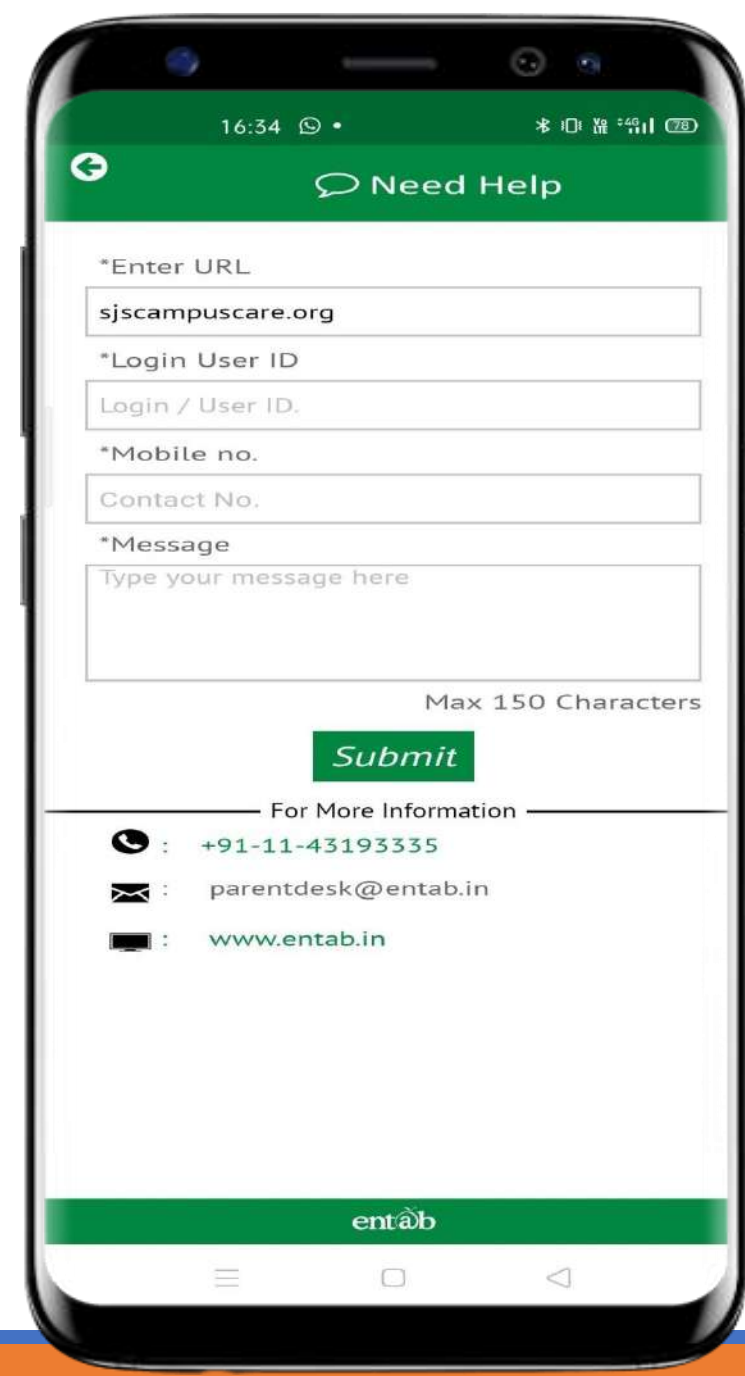 16:34
4G
78
Need Help
*Enter URL
sjscampuscare.org
*Login User ID
Login / User ID.
*Mobile no.
Contact No.
*Message
Type your message here
Max 150 Characters
Submit
For More Information
: +91-11-43193335
: parentdesk@entab.in
: www.entab.in
entab